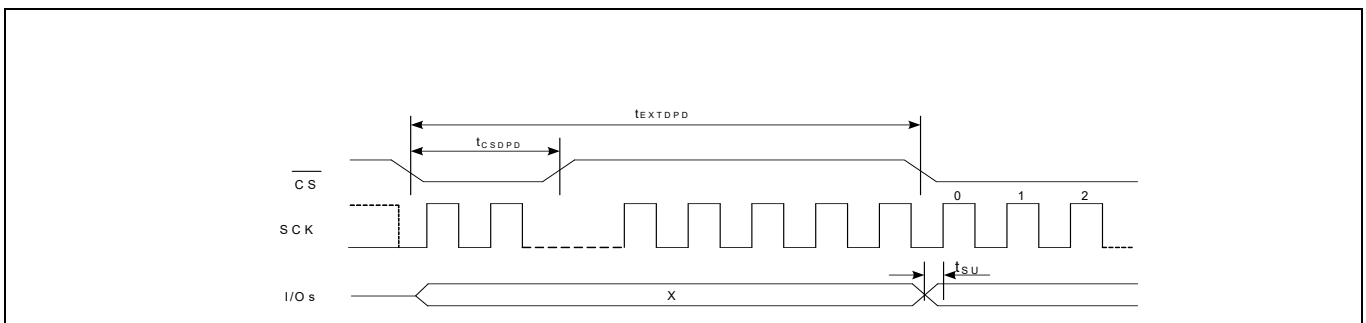 tEXTDPD
tCSDPD
CS
0 1 2
SCK
tSU
I/Os
X